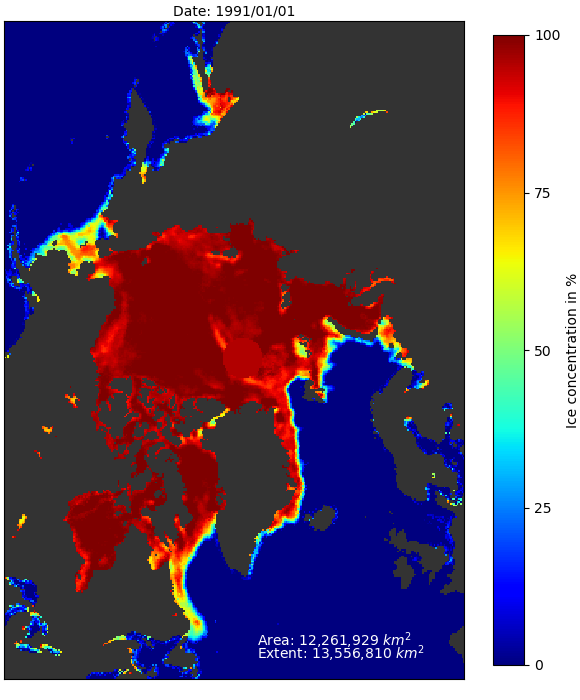 Date: 1991/01/01
100
75
50
25
0
Ice concentration in %
Area: 12,261,929 km²
Extent: 13,556,810 km²